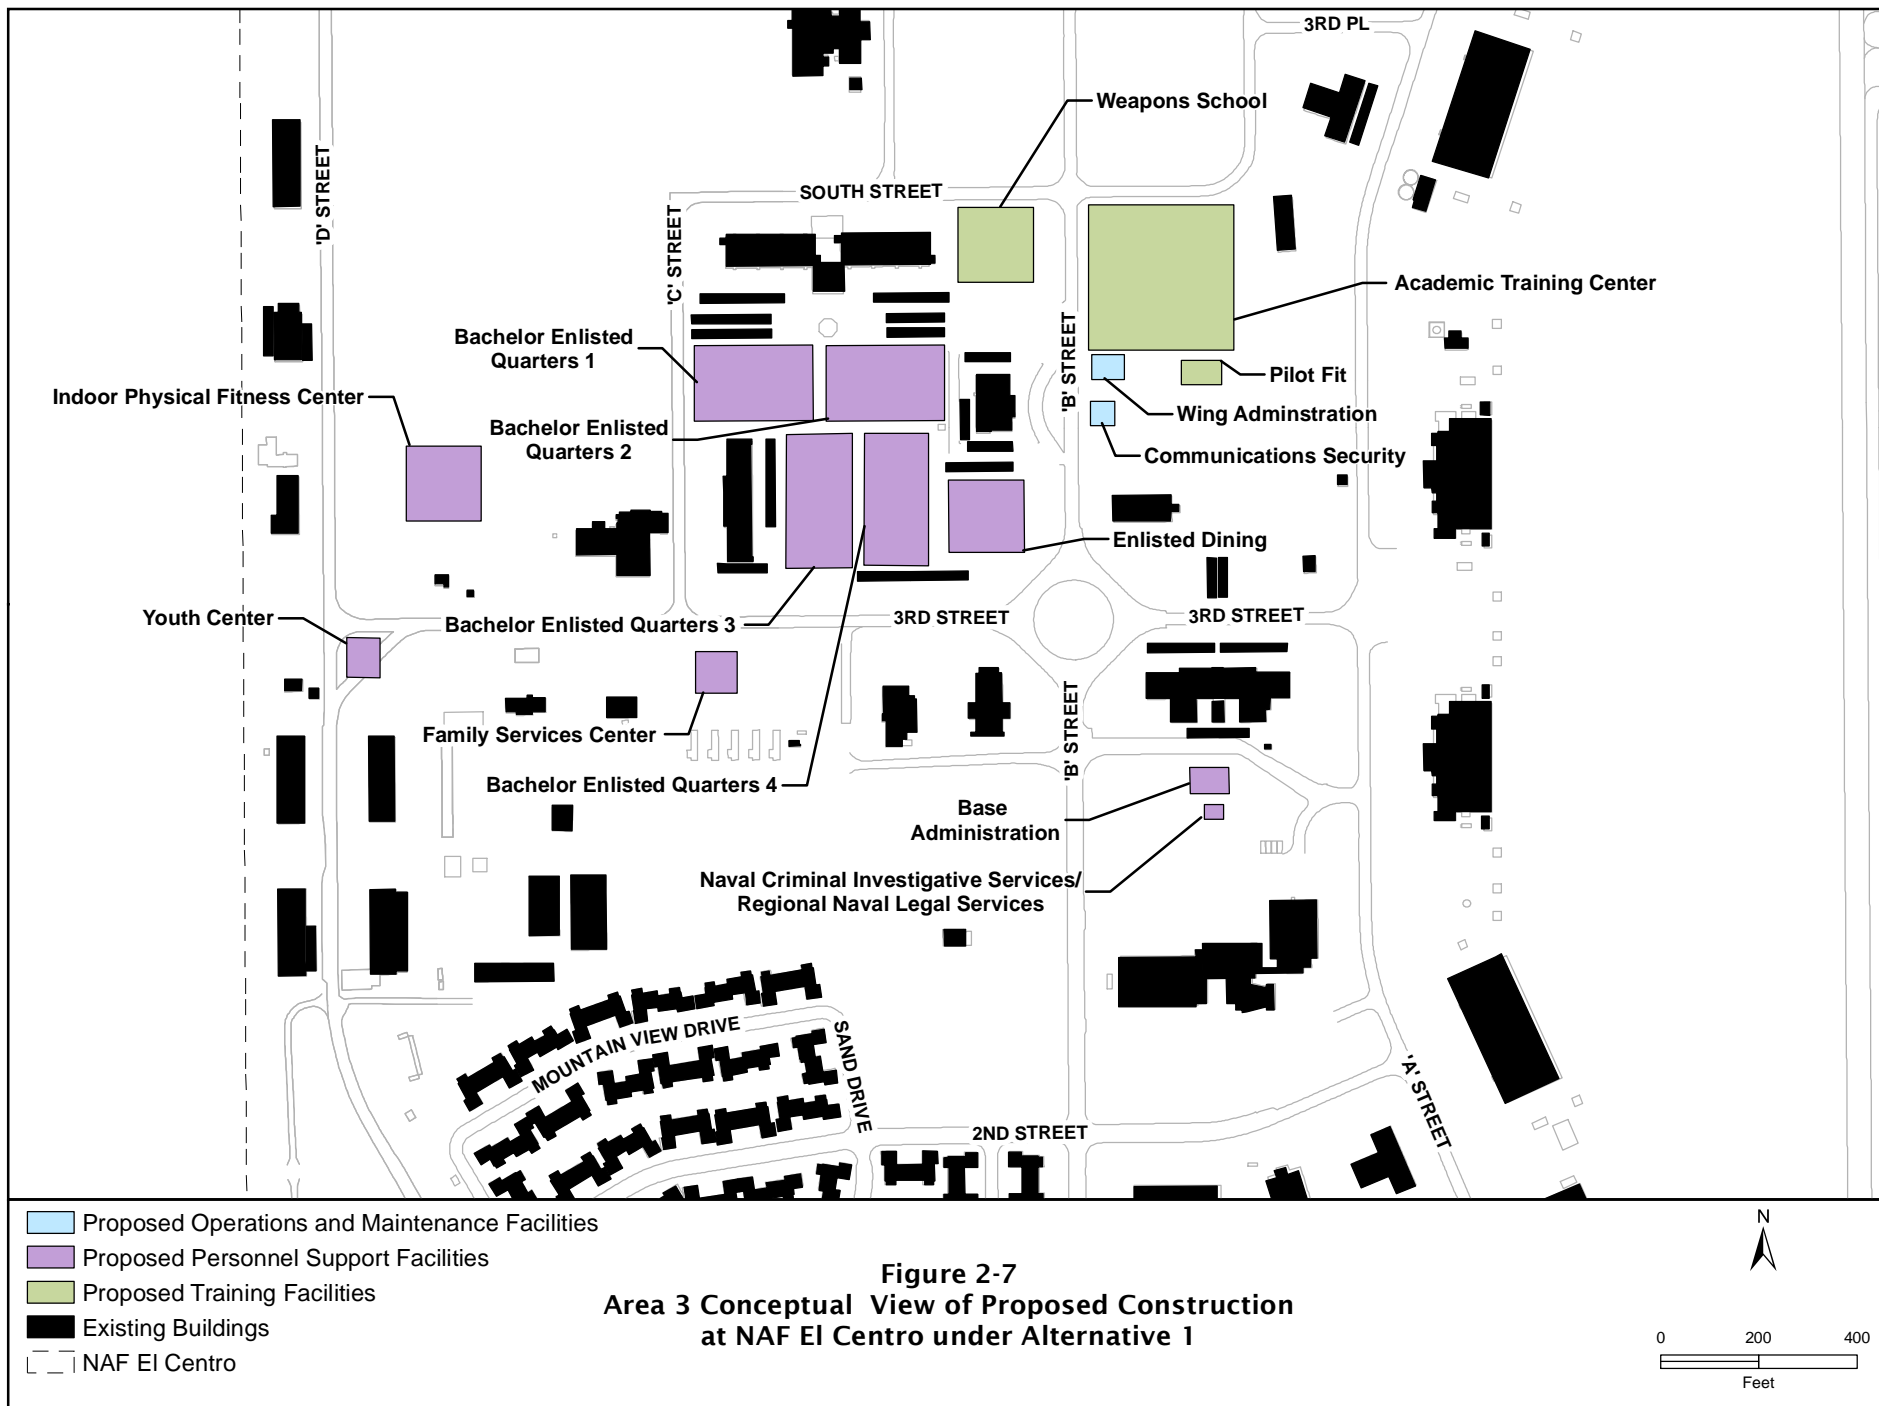 3RD PL
Weapons School
SOUTH STREET
'D' STREET
'C' STREET
Academic Training Center
Bachelor Enlisted
Quarters 1
'B' STREET
Pilot Fit
Indoor Physical Fitness Center
Wing Adminstration
Bachelor Enlisted
Quarters 2
Communications Security
Enlisted Dining
Youth Center
Bachelor Enlisted Quarters 3
3RD STREET
3RD STREET
Family Services Center
'B' STREET
Bachelor Enlisted Quarters 4
Base
Administration
Naval Criminal Investigative Services/
Regional Naval Legal Services
MOUNTAIN VIEW DRIVE
SAND DRIVE
'A' STREET
2ND STREET
Proposed Operations and Maintenance Facilities
Proposed Personnel Support Facilities
Proposed Training Facilities
Existing Buildings
NAF El Centro
Figure 2-7
Area 3 Conceptual View of Proposed Construction
at NAF El Centro under Alternative 1
N
0 200 400
Feet